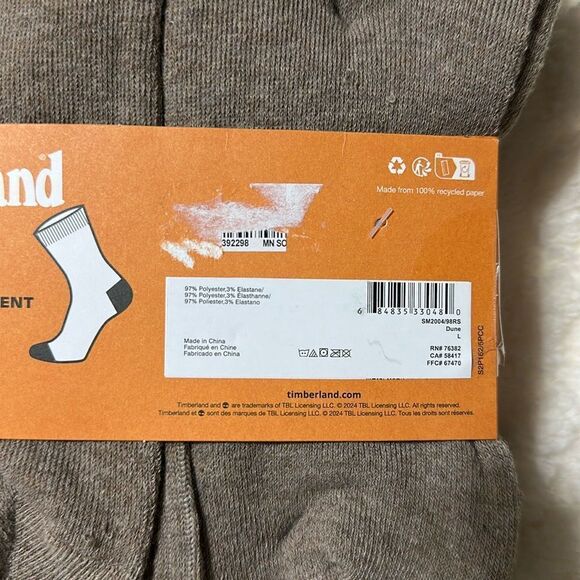 and®
Made from 100% recycled paper
392298 MN SO
ENT
97% Polyester,3% Elastane/
97% Polyester,3% Elasthanne/
97% Poliester,3% Elastano
6 84835 33048 0
SM2004/98RS
Dune
L
Made in China
Fabriqué en Chine
Fabricado en China
RN# 76382
CA# 58417
FFC# 67470
S2P162/5PCC
timberland.com
Timberland and are trademarks of TBL Licensing LLC. © 2024 TBL Licensing LLC. All rights reserved.
Timberland et sont des marques de TBL Licensing LLC. © 2024 TBL Licensing LLC. Tous les droits sont réservés.